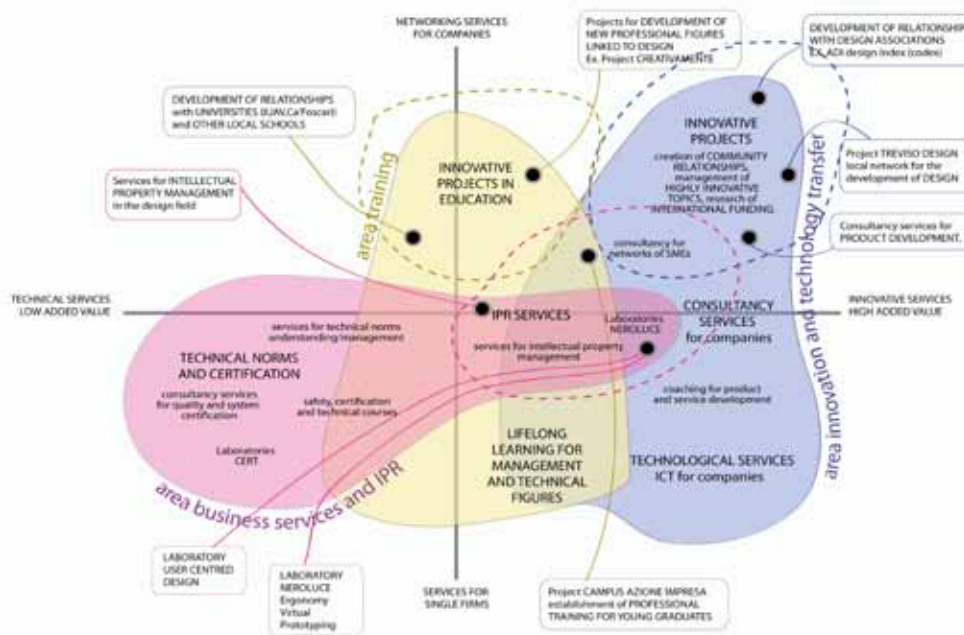 NETWORKING SERVICES
FOR COMPANIES
Projects for DEVELOPMENT OF
NEW PROFESSIONAL FIGURES
LINKED TO DESIGN
Ex. Project CREATIVAMENTE
DEVELOPMENT OF RELATIONSHIP
WITH DESIGN ASSOCIATIONS
EX. ADI design index (codex)
DEVELOPMENT OF RELATIONSHIPS
with UNIVERSITIES (IUAV,Ca'Foscari)
and OTHER LOCAL SCHOOLS
Services for INTELLECTUAL
PROPERTY MANAGEMENT
in the design field
area training
INNOVATIVE
PROJECTS IN
EDUCATION
INNOVATIVE
PROJECTS
creation of COMMUNITY
RELATIONSHIPS,
management of
HIGHLY INNOVATIVE
TOPICS, research of
INTERNATIONAL FUNDING
Project TREVISO DESIGN
local network for the
development of DESIGN
Consultancy services for
PRODUCT DEVELOPMENT.
consultancy for
networks of SMEs
area innovation and technology transfer
TECHNICAL SERVICES
LOW ADDED VALUE
INNOVATIVE SERVICES
HIGH ADDED VALUE
services for technical norms
understanding/management
IPR SERVICES
services for intellectual property
management
Laboratories
NEROLUCE
CONSULTANCY
SERVICES
for companies
TECHNICAL NORMS
AND CERTIFICATION
consultancy services
for quality and system
certification
safety, certification
and technical courses
Laboratories
CERT
coaching for product
and service development
LIFELONG
LEARNING FOR
MANAGEMENT
AND TECHNICAL
FIGURES
TECHNOLOGICAL SERVICES
ICT for companies
area business services and IPR
LABORATORY
USER CENTRED
DESIGN
LABORATORY
NEROLUCE
Ergonomy
Virtual
Prototyping
SERVICES FOR
SINGLE FIRMS
Project CAMPUS AZIONE IMPRESA
establishment of PROFESSIONAL
TRAINING FOR YOUNG GRADUATES